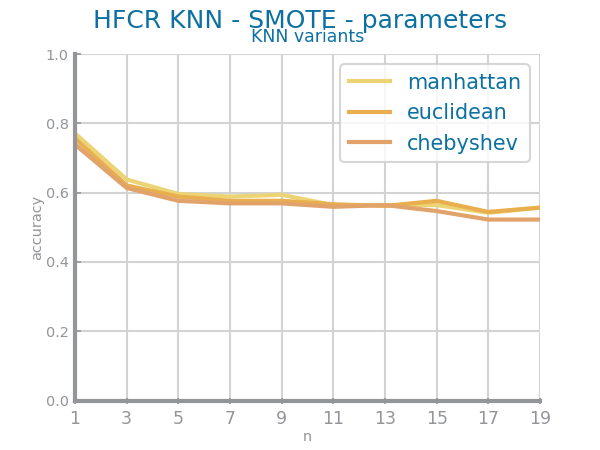 HFCR KNN - SMOTE - parameters
KNN variants
manhattan
euclidean
chebyshev
accuracy
1.0
0.8
0.6
0.4
0.2
0.0
1 3 5 7 9 11 13 15 17 19
n